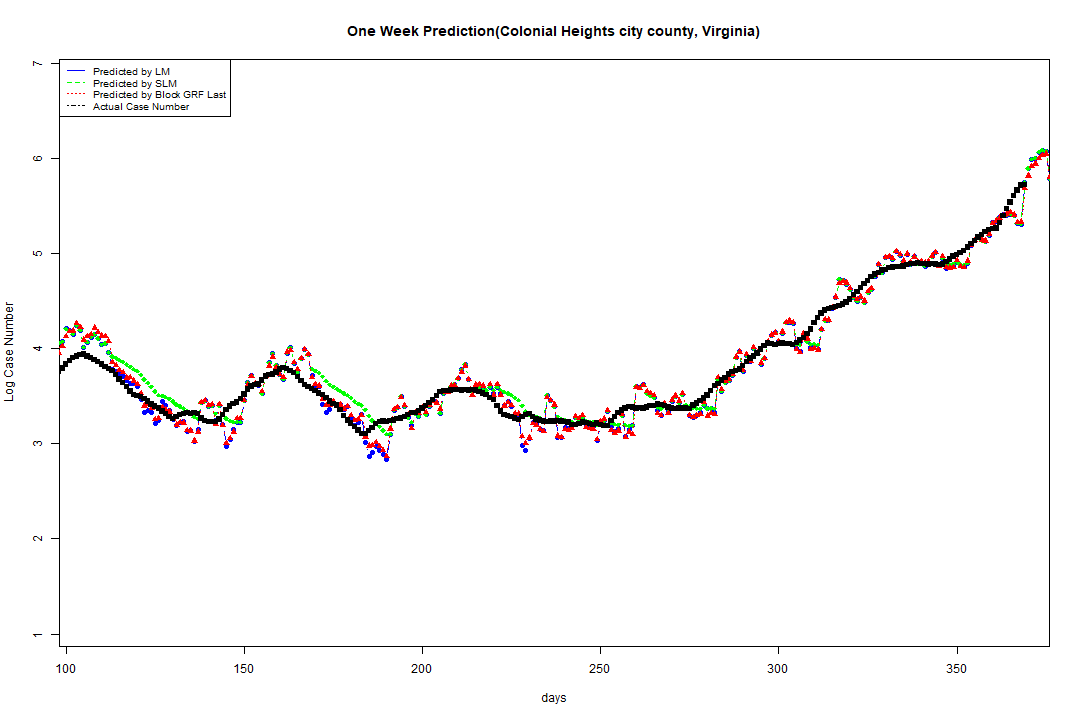 One Week Prediction(Colonial Heights city county, Virginia)
Predicted by LM
Predicted by SLM
Predicted by Block GRF Last
Actual Case Number
Log Case Number
7
6
5
4
3
2
1
100 150 200 250 300 350
days